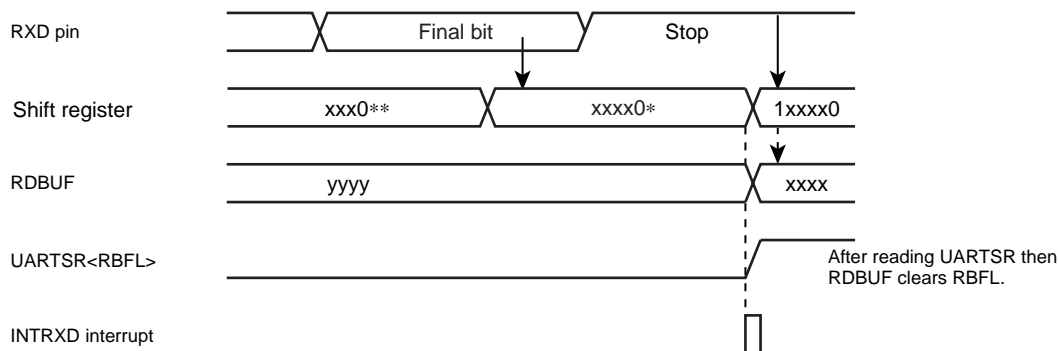 RXD pin
Final bit
Stop
Shift register
xxx0**
xxxx0*
1xxxx0
RDBUF
yyyy
xxxx
UARTSR<RBFL>
After reading UARTSR then
RDBUF clears RBFL.
INTRXD interrupt